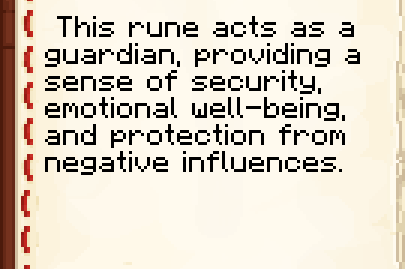 This rune acts as a
guardian, providing a
sense of security,
emotional well-being,
and protection from
negative influences.